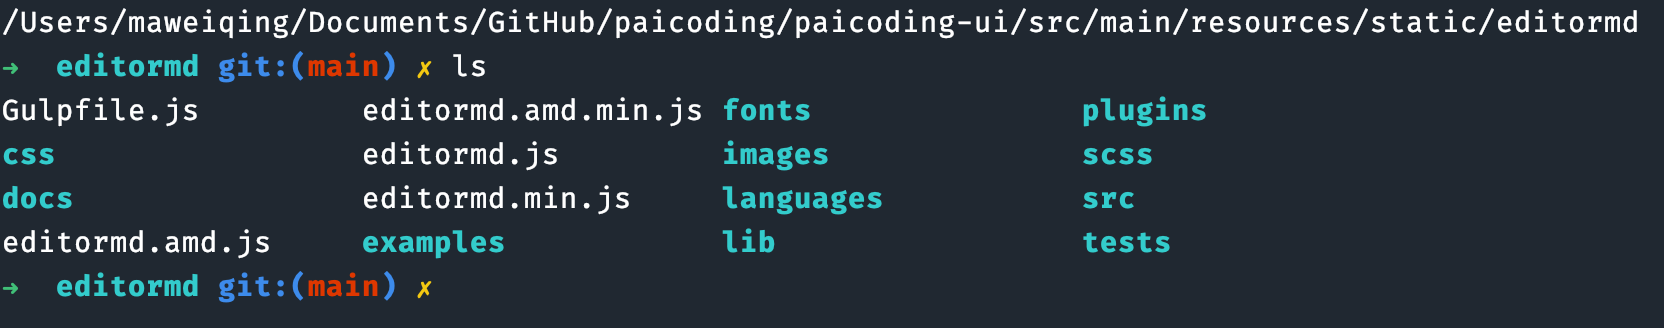 /Users/maweiqing/Documents/GitHub/paicoding/paicoding-ui/src/main/resources/static/editormd
→ editormd git:(main) ✗ ls
Gulpfile.js editormd.amd.min.js fonts plugins
css editormd.js images scss
docs editormd.min.js languages src
editormd.amd.js examples lib tests
→ editormd git:(main) ✗